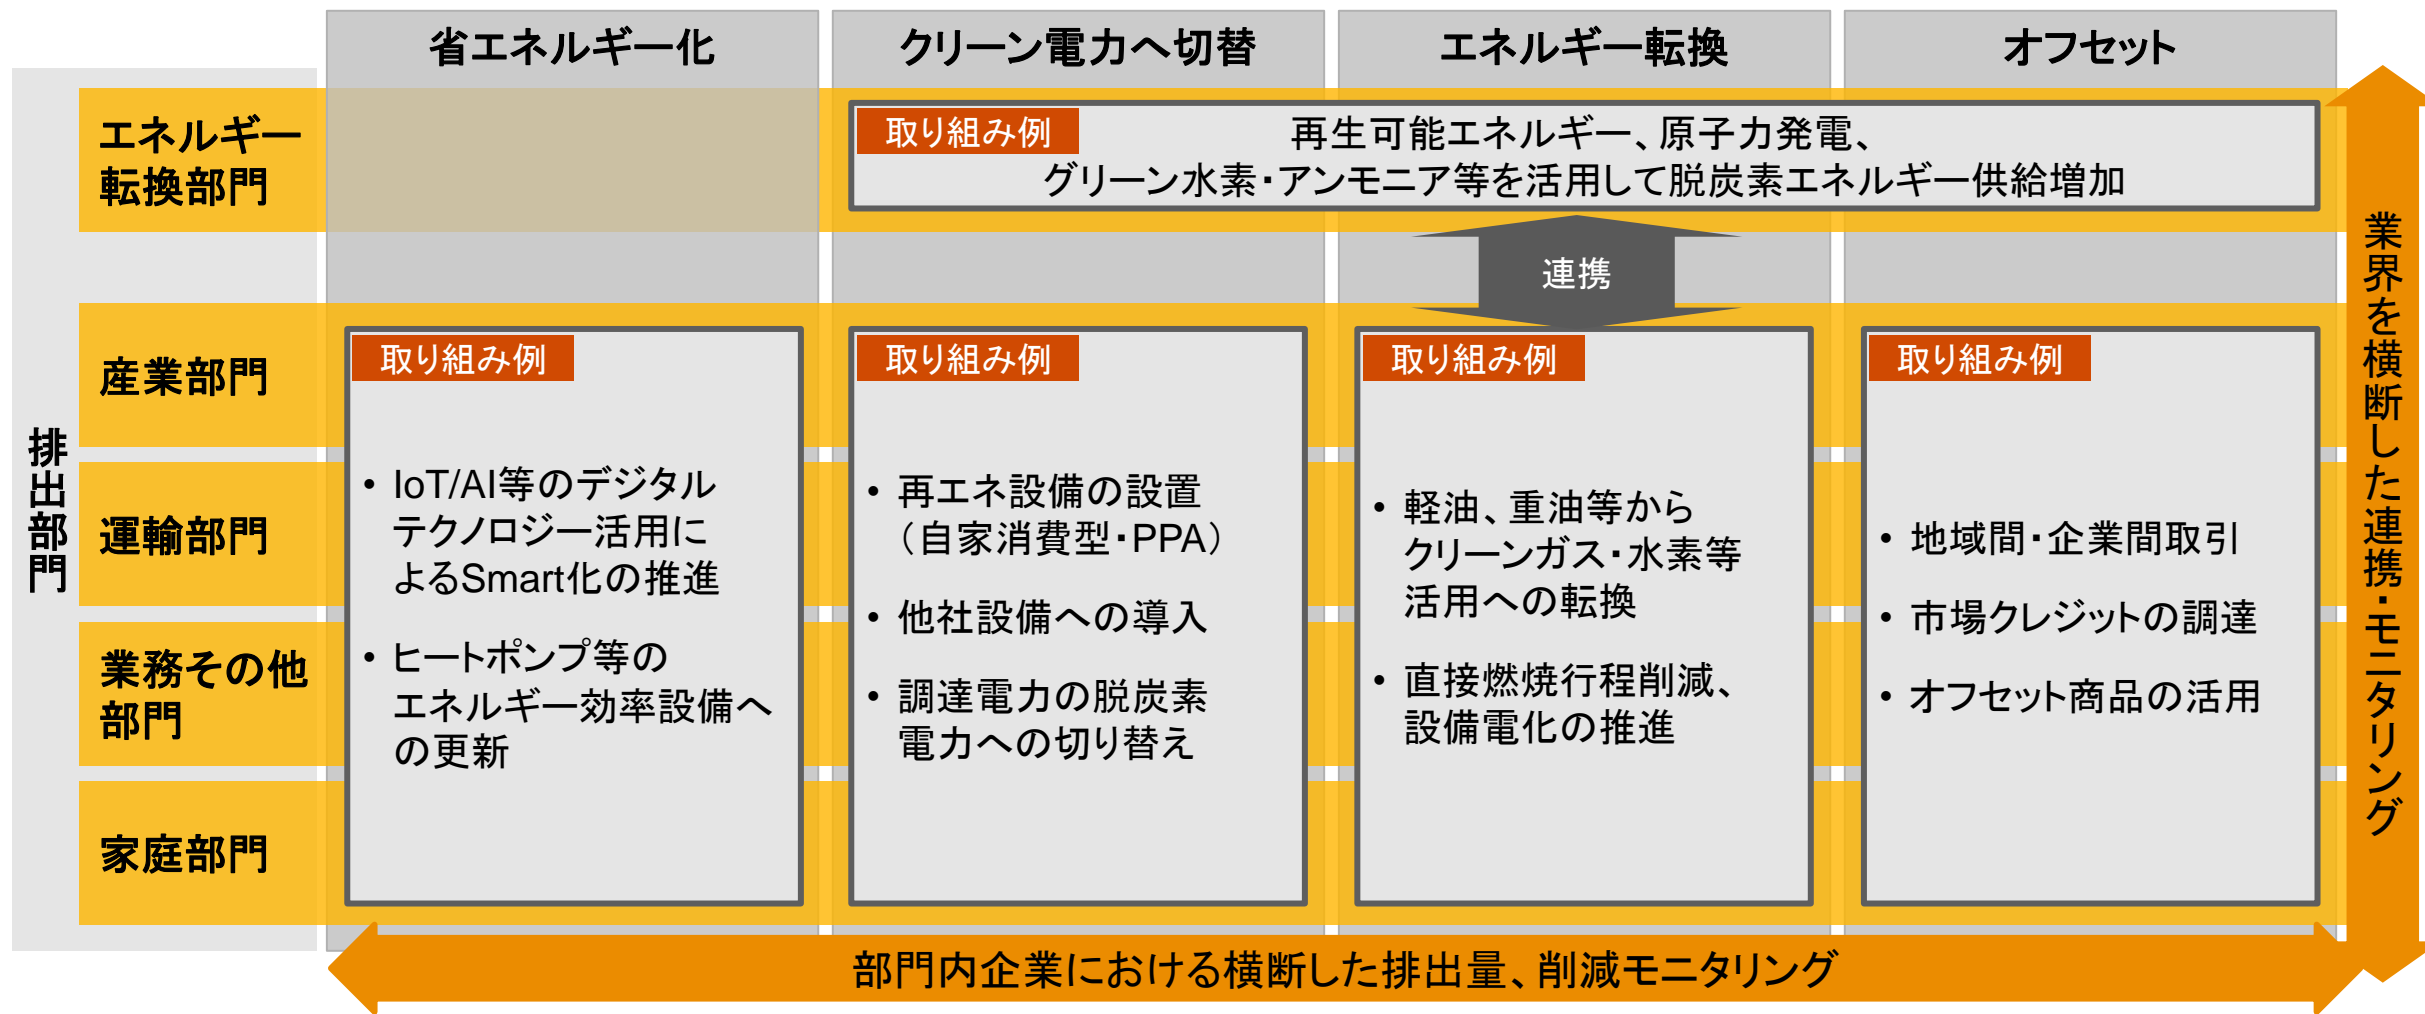 省エネルギー化
クリーン電力へ切替
エネルギー転換
オフセット
排出部門
エネルギー
転換部門
取り組み例
再生可能エネルギー、原子力発電、
グリーン水素・アンモニア等を活用して脱炭素エネルギー供給増加
連携
産業部門
運輸部門
業務その他
部門
家庭部門
取り組み例
• IoT/AI等のデジタル
テクノロジー活用に
よるSmart化の推進
• ヒートポンプ等の
エネルギー効率設備へ
の更新
取り組み例
• 再エネ設備の設置
（自家消費型・PPA）
• 他社設備への導入
• 調達電力の脱炭素
電力への切り替え
取り組み例
• 軽油、重油等から
クリーンガス・水素等
活用への転換
• 直接燃焼行程削減、
設備電化の推進
取り組み例
• 地域間・企業間取引
• 市場クレジットの調達
• オフセット商品の活用
業界を横断した連携・モニタリング
部門内企業における横断した排出量、削減モニタリング